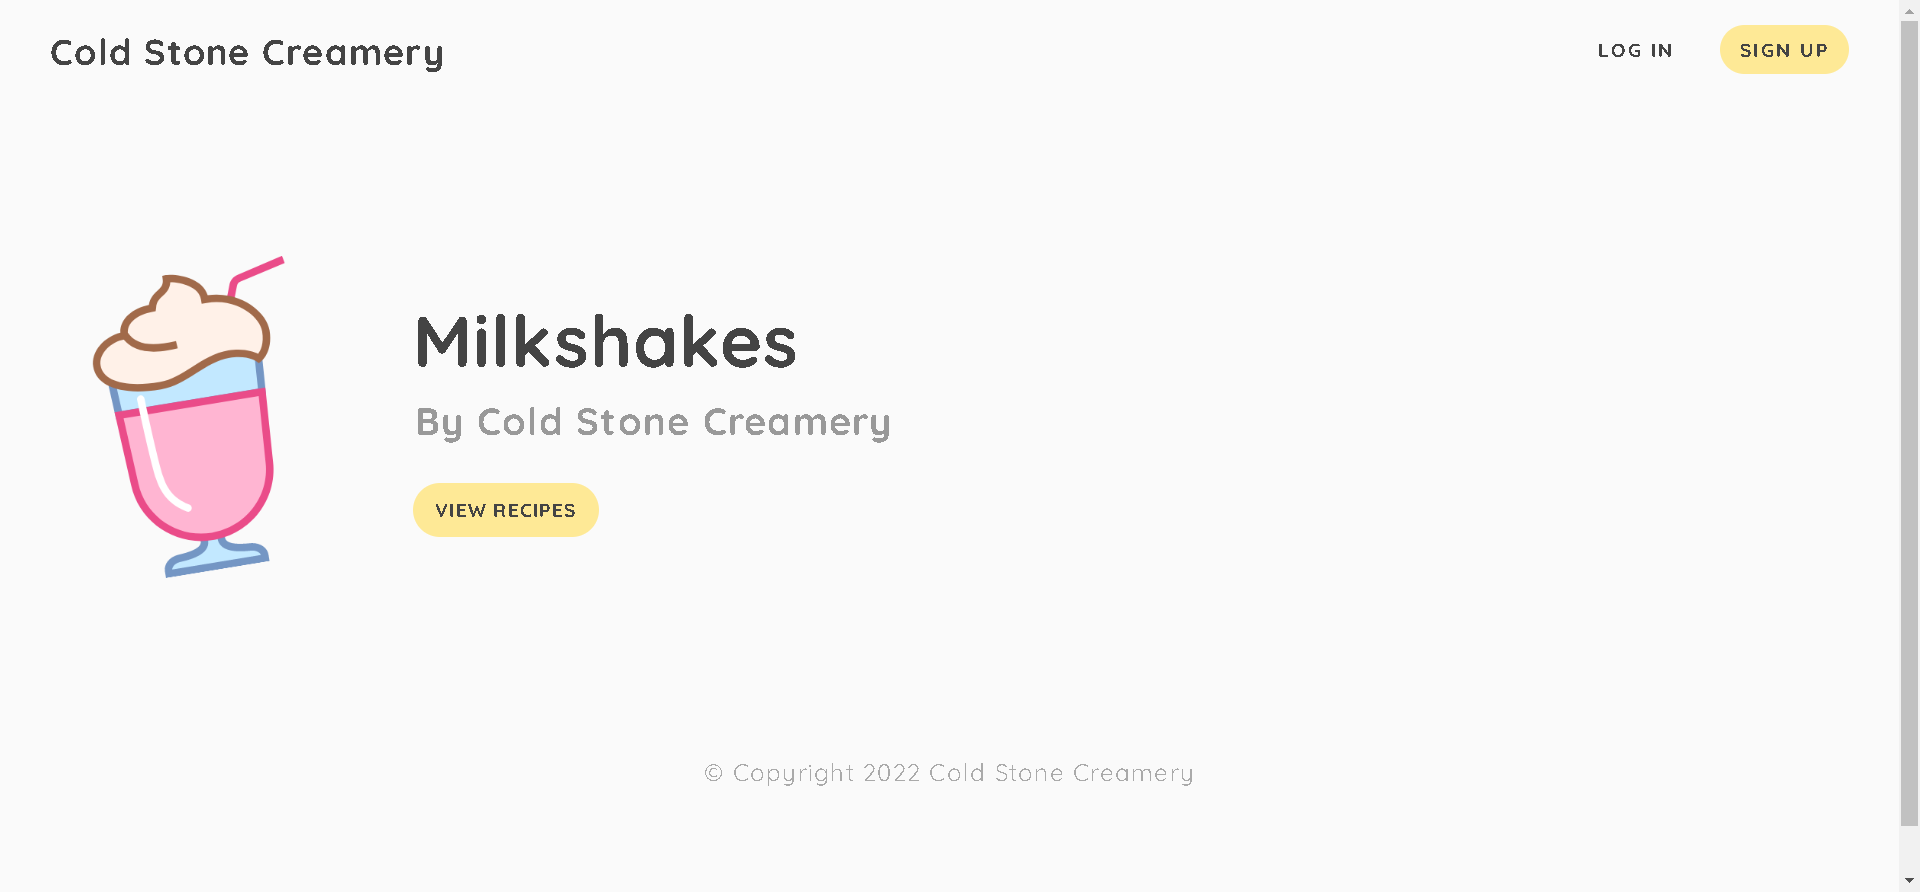 Cold Stone Creamery
LOG IN
SIGN UP
Milkshakes
By Cold Stone Creamery
VIEW RECIPES
© Copyright 2022 Cold Stone Creamery